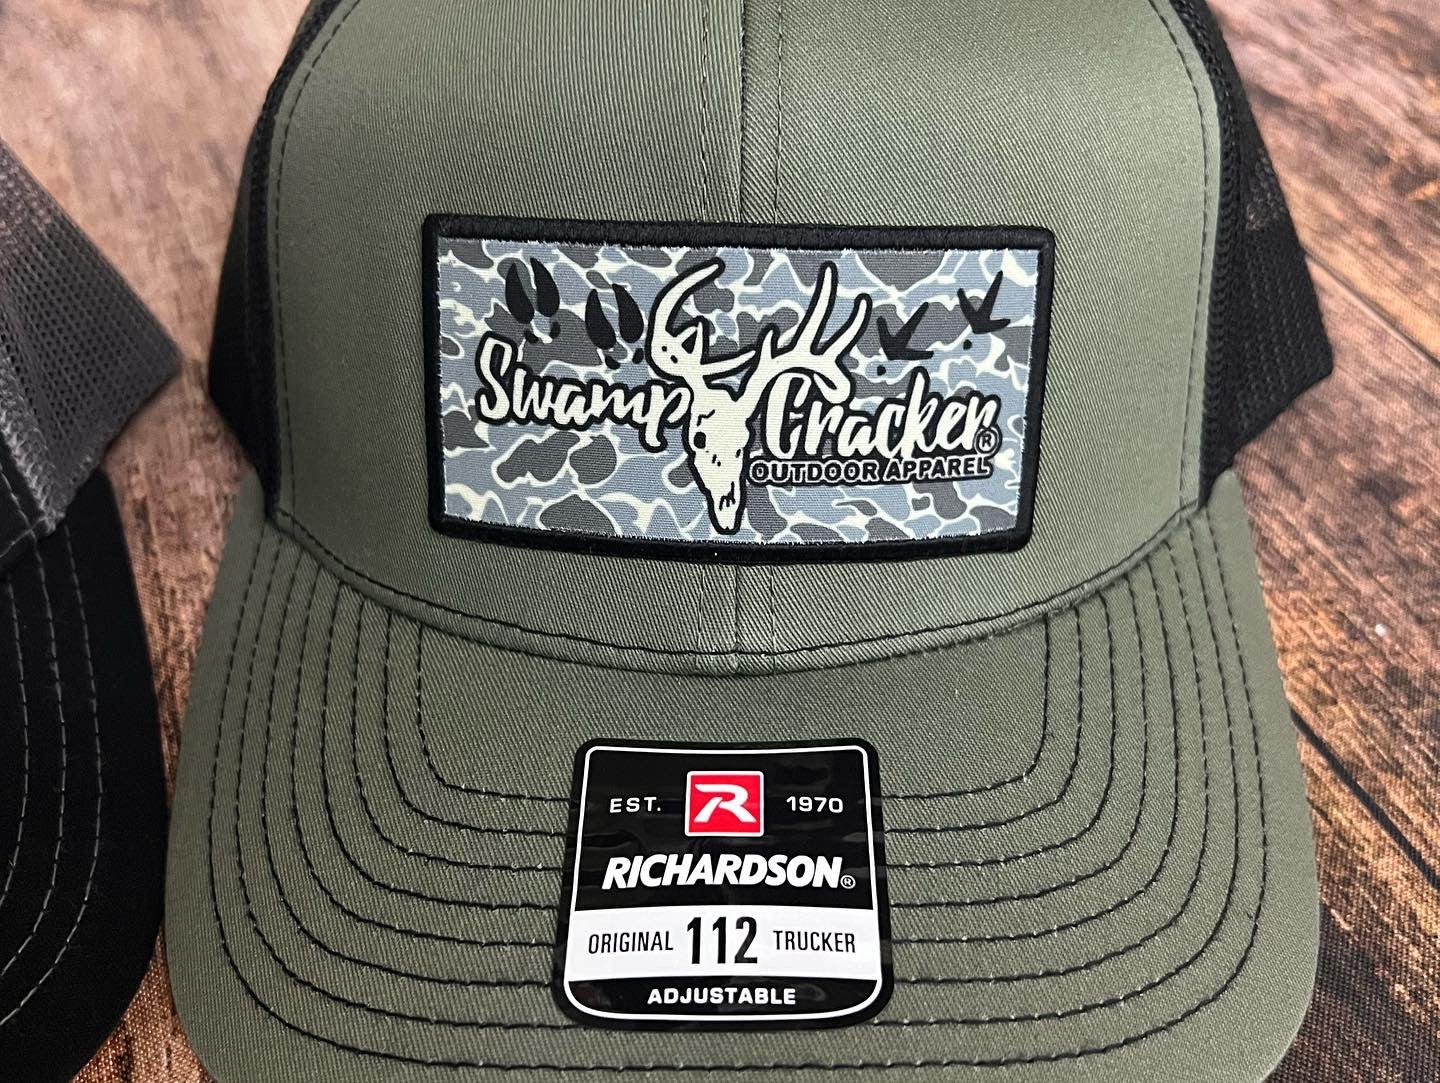 Swamp Cracker®
OUTDOOR APPAREL
EST. R 1970
RICHARDSON®
ORIGINAL 112 TRUCKER
ADJUSTABLE